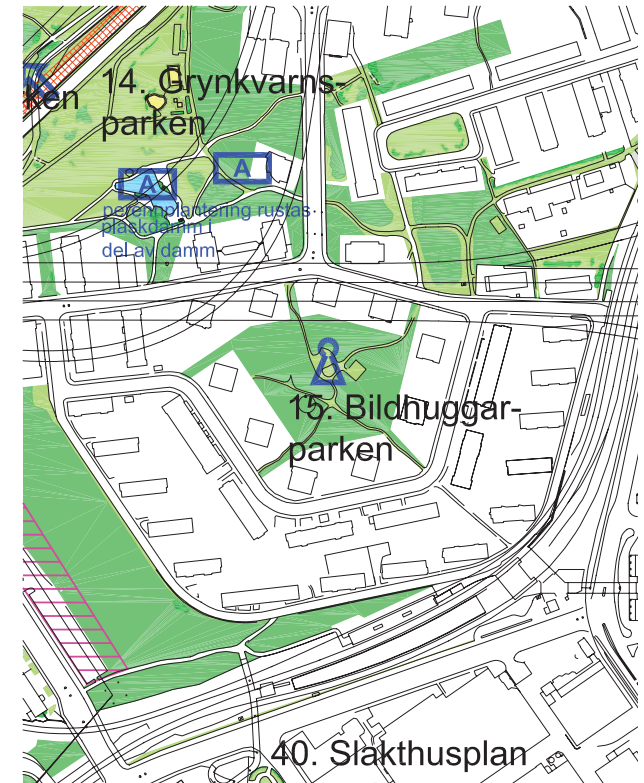 14. Grynkvarns-
parken
ken
A
A
perennplantering rustas
plaskdamm i
del av damm
15. Bildhuggar-
parken
40. Slakthusplan